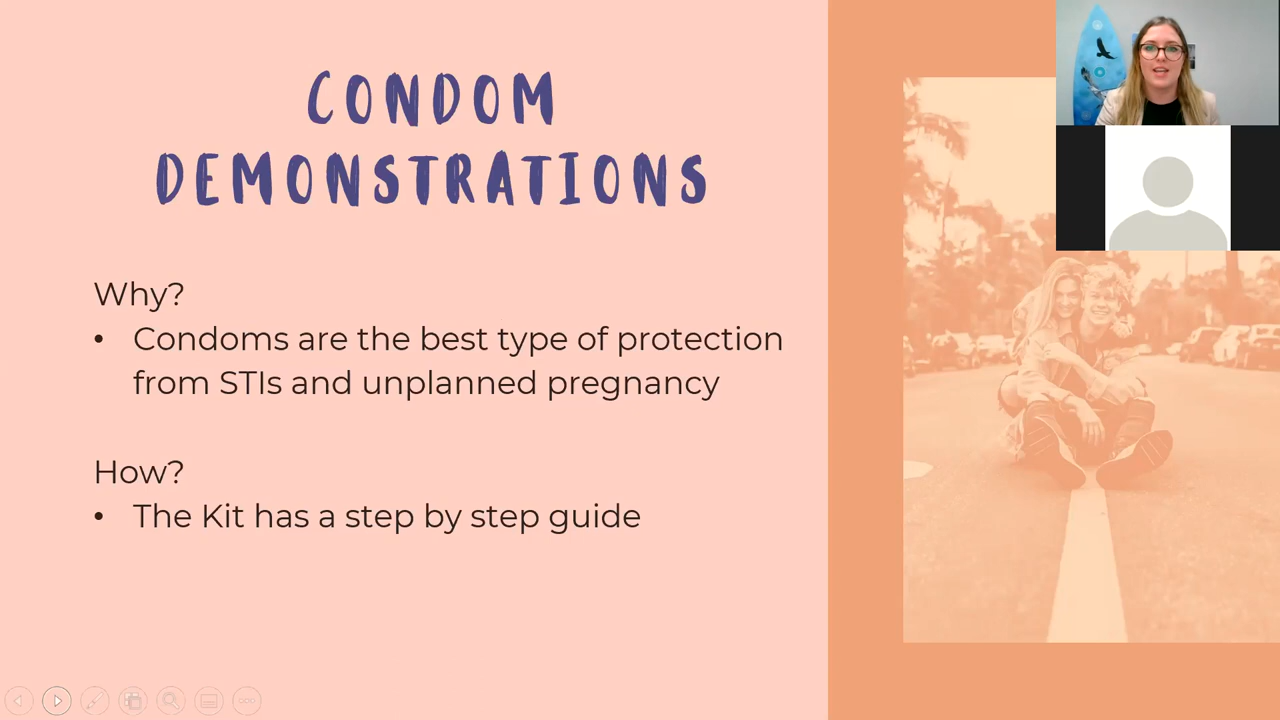 CONDOM
DEMONSTRATIONS
Why?
• Condoms are the best type of protection
from STIs and unplanned pregnancy
How?
• The Kit has a step by step guide